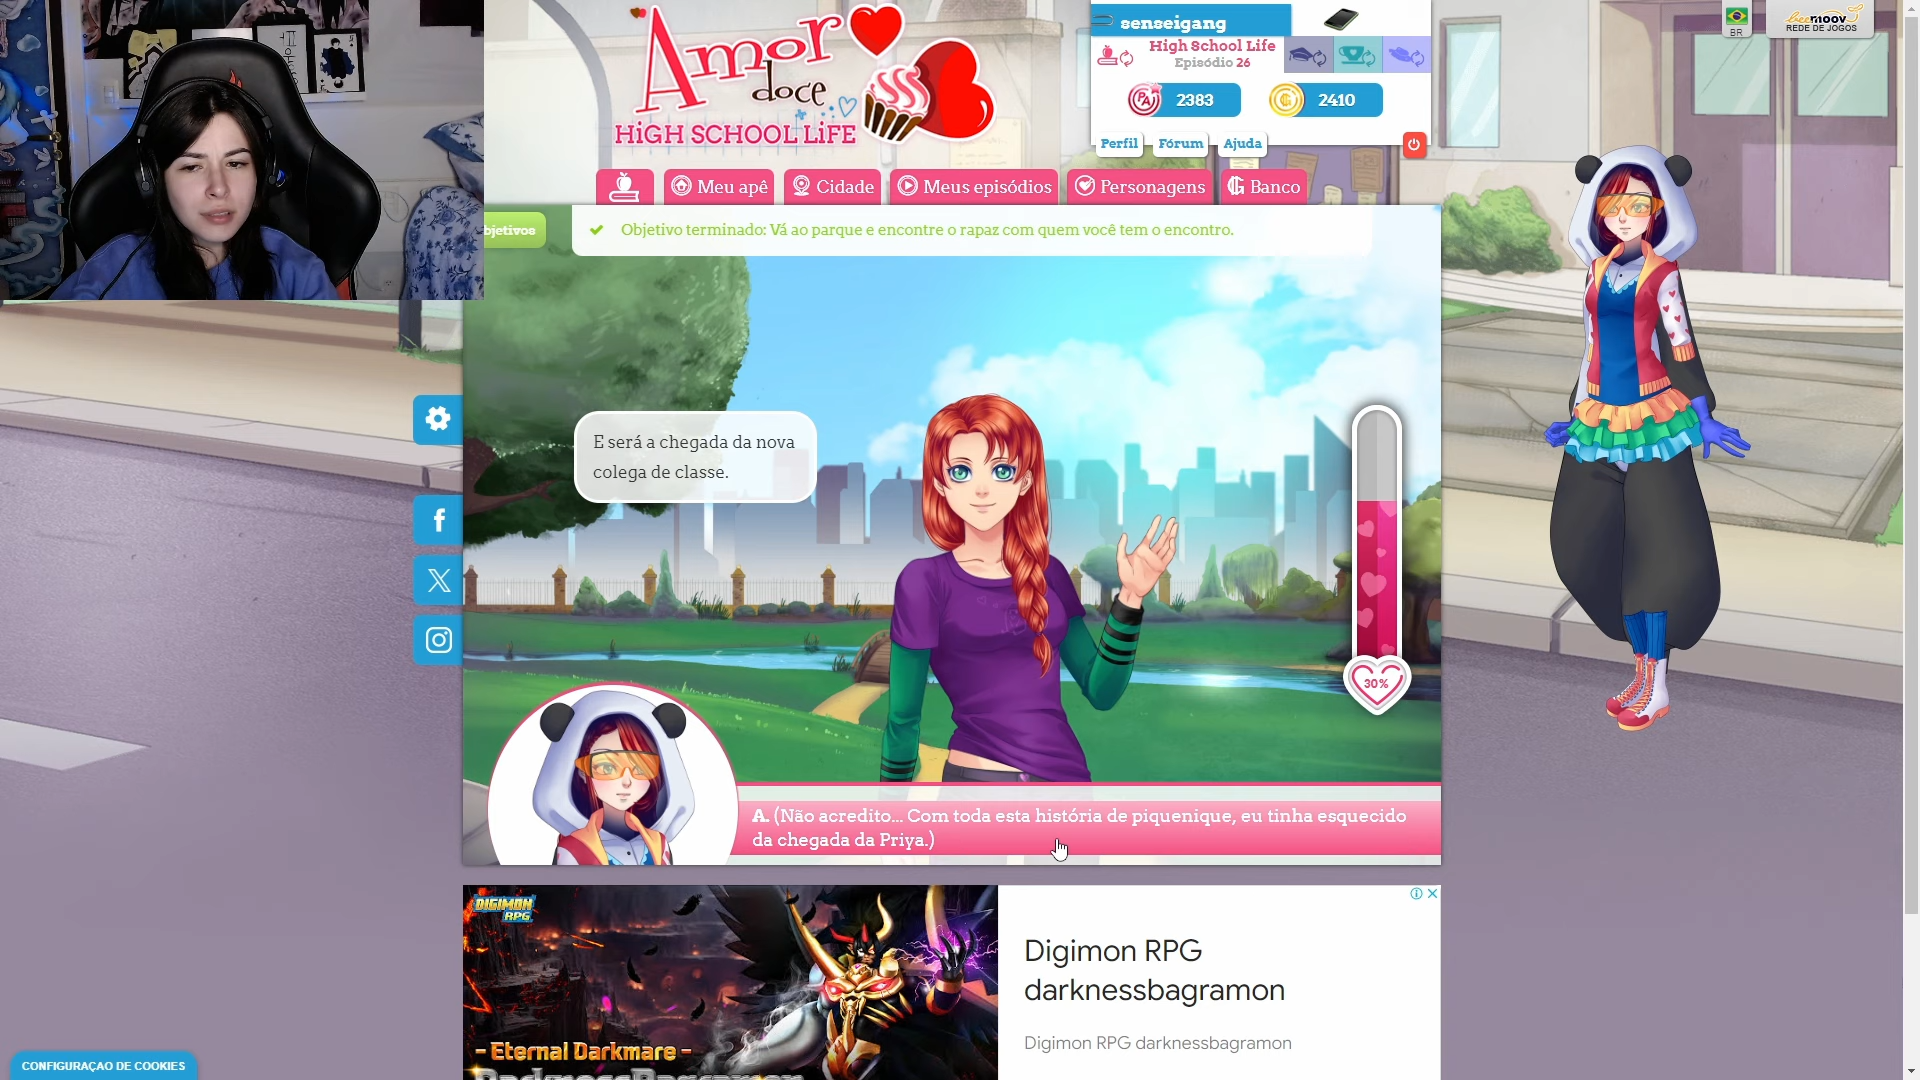 Amor
doce
HiGH SCHOOL LiFE
senseigang
High School Life
Episódio 26
PA
2383
2410
Perfil
Fórum
Ajuda
BR
beemoov
REDE DE JOGOS
Meu apê
Cidade
Meus episódios
Personagens
Banco
bjetivos
Objetivo terminado: Vá ao parque e encontre o rapaz com quem você tem o encontro.
E será a chegada da nova
colega de classe.
30%
A. (Não acredito... Com toda esta história de piquenique, eu tinha esquecido
da chegada da Priya.)
DIGIMON
RPG
- Eternal Darkmare -
DarknessBagramon
Digimon RPG
darknessbagramon
Digimon RPG darknessbagramon
CONFIGURAÇAO DE COOKIES